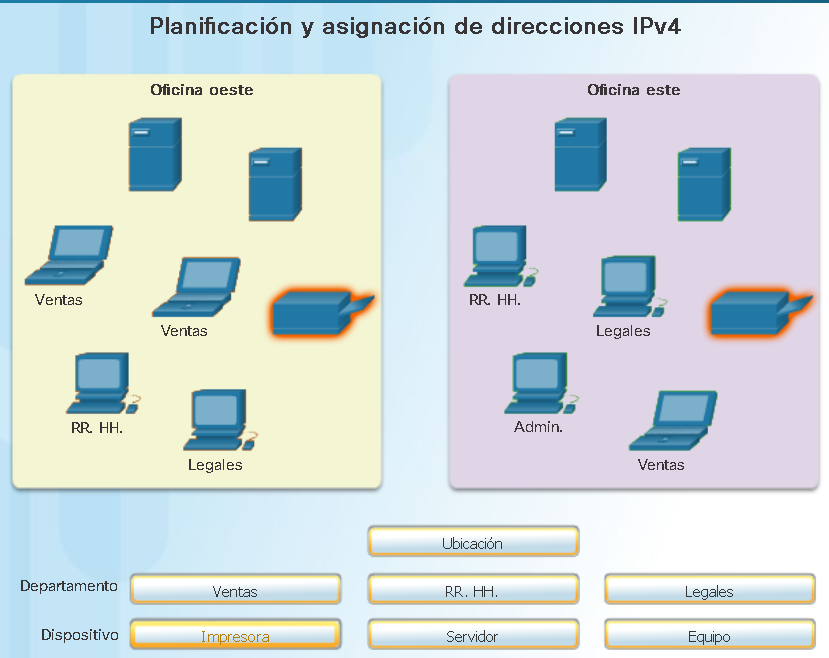 Planificación y asignación de direcciones IPv4
Oficina oeste
Ventas
Ventas
RR. HH.
Legales
Oficina este
RR. HH.
Legales
Admin.
Ventas
Ubicación
Departamento
Ventas
RR. HH.
Legales
Dispositivo
Impresora
Servidor
Equipo